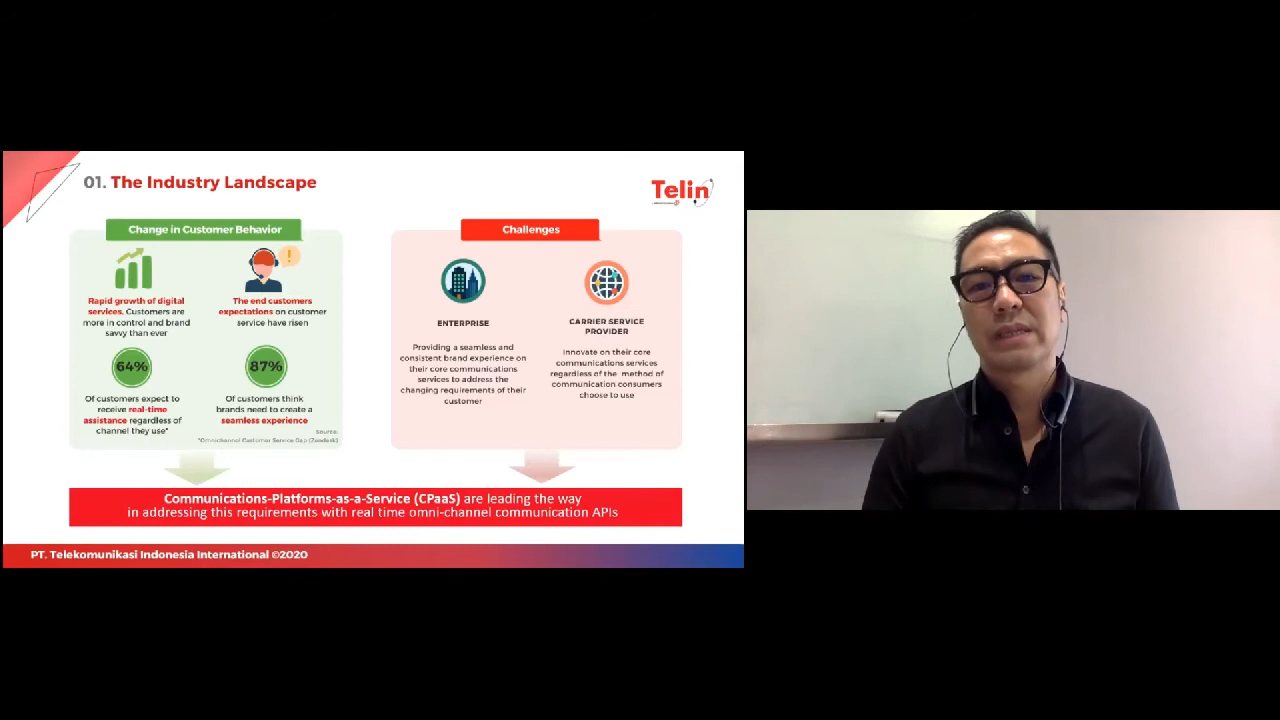 01. The Industry Landscape
Telin
Change in Customer Behavior
Rapid growth of digital
services. Customers are
more in control and brand
savvy than ever
The end customers
expectations on customer
service have risen
64%
Of customers expect to
receive real-time
assistance regardless of
channel they use"
87%
Of customers think
brands need to create a
seamless experience
Source:
"Omnichannel Customer Service Gap (Zendesk)
Challenges
ENTERPRISE
Providing a seamless and
consistent brand experience on
their core communications
services to address the
changing requirements of their
customer
CARRIER SERVICE
PROVIDER
Innovate on their core
communications services
regardless of the method of
communication consumers
choose to use
Communications-Platforms-as-a-Service (CPaaS) are leading the way
in addressing this requirements with real time omni-channel communication APIs
PT. Telekomunikasi Indonesia International ©2020